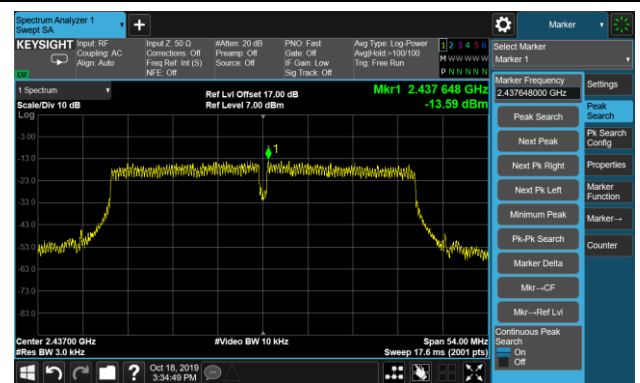 Spectrum Analyzer 1
Swept SA
Marker
KEYSIGHT
Input: RF
Coupling: AC
Align: Auto
Input Z: 50 Ω
Corrections: Off
Freq Ref: Int (S)
NFE: Off
#Atten: 20 dB
Preamp: Off
Source: Off
PNO: Fast
Gate: Off
IF Gain: Low
Sig Track: Off
Avg Type: Log-Power
Avg|Hold:>100/100
Trig: Free Run
1 2 3 4 5 6
M W W W W W
P N N N N N
Select Marker
Marker 1
1 Spectrum
Scale/Div 10 dB
Log
Ref Lvl Offset 17.00 dB
Ref Level 7.00 dBm
Mkr1 2.437 648 GHz
-13.59 dBm
-3.00
-13.0
-23.0
-33.0
-43.0
-53.0
-63.0
-73.0
-83.0
1
Center 2.43700 GHz
#Res BW 3.0 kHz
#Video BW 10 kHz
Span 54.00 MHz
Sweep 17.6 ms (2001 pts)
Marker Frequency
2.437648000 GHz
Peak Search
Next Peak
Next Pk Right
Next Pk Left
Minimum Peak
Pk-Pk Search
Marker Delta
Mkr→CF
Mkr→Ref Lvl
Continuous Peak
Search
On
Off
Settings
Peak
Search
Pk Search
Config
Properties
Marker
Function
Marker→
Counter
?
Oct 18, 2019
3:34:49 PM